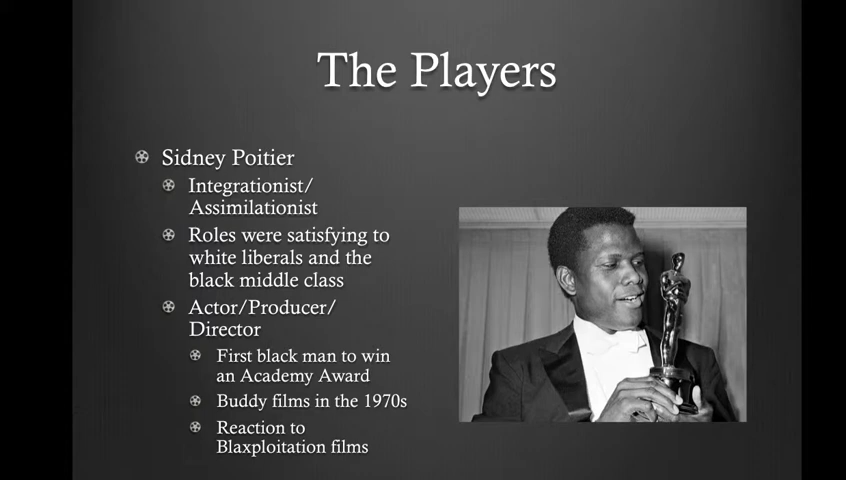 The Players
Sidney Poitier
Integrationist/
Assimilationist
Roles were satisfying to
white liberals and the
black middle class
Actor/Producer/
Director
First black man to win
an Academy Award
Buddy films in the 1970s
Reaction to
Blaxploitation films